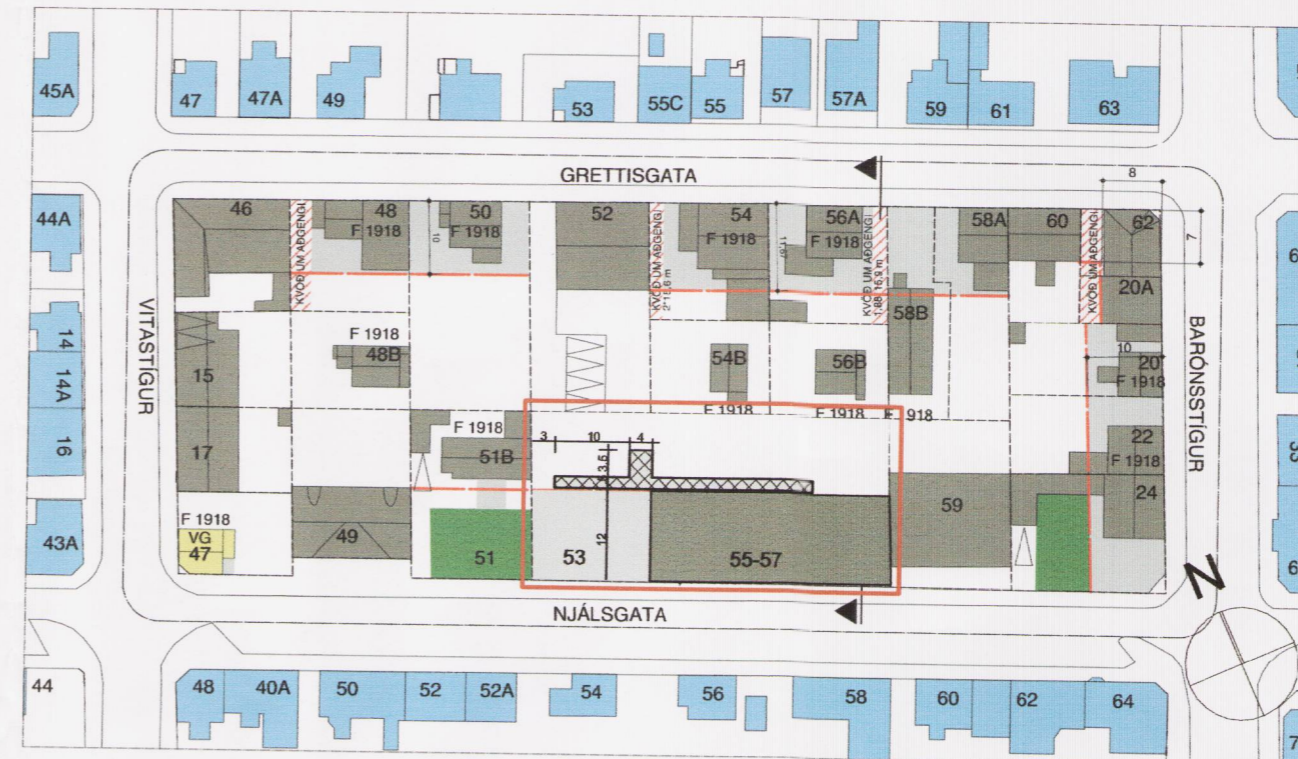 45A
47
47A
49
53
55C
55
57
57A
59
61
63
GRETTISGATA
8
44A
46
48
F 1918
50
F 1918
10
52
54
F 1918
11,97
56A
F 1918
58A
60
62
7
KVÖÐ UM AÐGENGI
KVÖÐ UM AÐGENGI
KVÖÐ UM AÐGENGI
KVÖÐ UM AÐGENGI
20A
58B
VITASTÍGUR
BARÓNSSTÍGUR
14
14A
16
15
F 1918
48B
54B
F 1918
56B
F 1918
10
20
F 1918
17
F 1918
51B
3
10
4
3,5
12
22
F 1918
24
43A
F 1918
VG
47
49
51
53
55-57
59
N
NJÁLSGATA
44
48
40A
50
52
52A
54
56
58
60
62
64